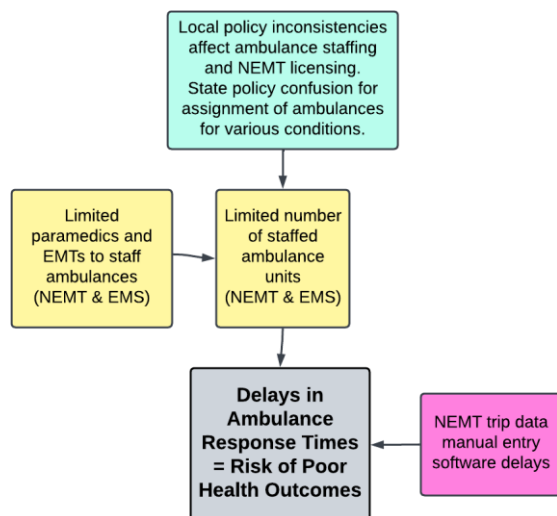 Local policy inconsistencies
affect ambulance staffing
and NEMT licensing.
State policy confusion for
assignment of ambulances
for various conditions.
Limited
paramedics and
EMTs to staff
ambulances
(NEMT & EMS)
Limited number
of staffed
ambulance
units
(NEMT & EMS)
Delays in
Ambulance
Response Times
= Risk of Poor
Health Outcomes
NEMT trip data
manual entry
software delays